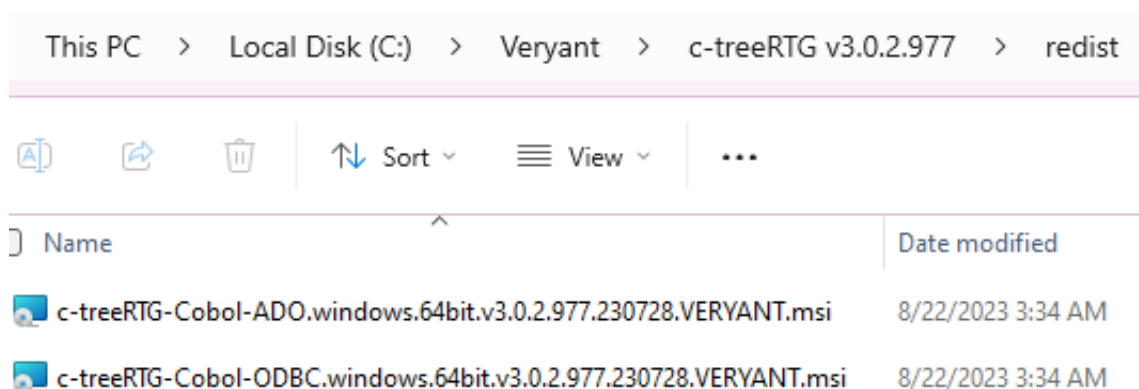 This PC > Local Disk (C:) > Veryant > c-treeRTG v3.0.2.977 > redist
A Sort View ...
Name Date modified
c-treeRTG-Cobol-ADO.windows.64bit.v3.0.2.977.230728.VERYANT.msi 8/22/2023 3:34 AM
c-treeRTG-Cobol-ODBC.windows.64bit.v3.0.2.977.230728.VERYANT.msi 8/22/2023 3:34 AM